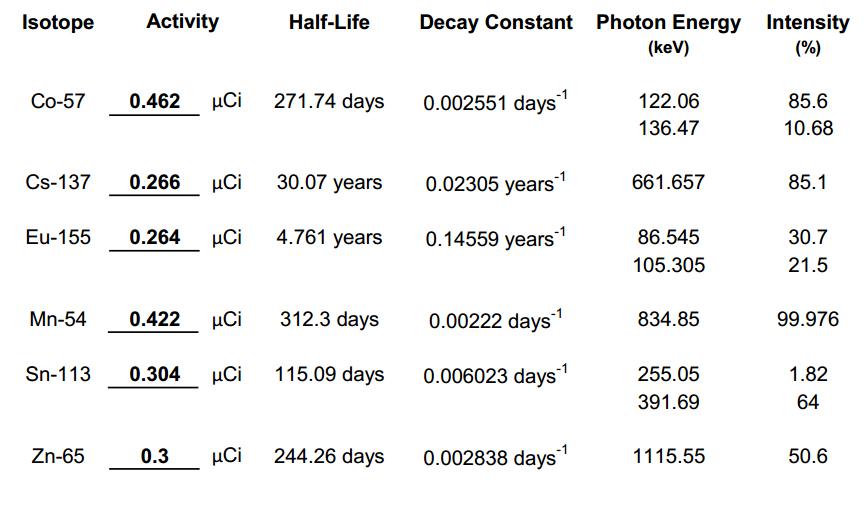 Isotope Activity Half-Life Decay Constant Photon Energy Intensity
(keV) (%)
Co-57 0.462 µCi 271.74 days 0.002551 days-1 122.06 85.6
136.47 10.68
Cs-137 0.266 µCi 30.07 years 0.02305 years-1 661.657 85.1
Eu-155 0.264 µCi 4.761 years 0.14559 years-1 86.545 30.7
105.305 21.5
Mn-54 0.422 µCi 312.3 days 0.00222 days-1 834.85 99.976
Sn-113 0.304 µCi 115.09 days 0.006023 days-1 255.05 1.82
391.69 64
Zn-65 0.3 µCi 244.26 days 0.002838 days-1 1115.55 50.6